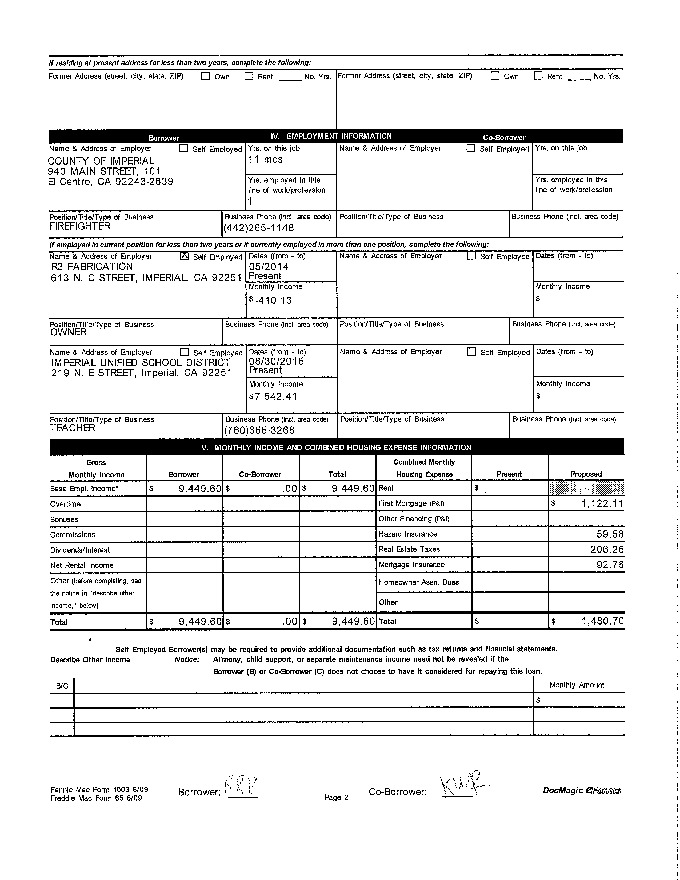 If residing at present address for less than two years, complete the following:
Former Address (street, city, state, ZIP) Own Rent ____ No. Yrs. Former Address (street, city, state, ZIP) Own Rent ____ No. Yrs.
Borrower IV. EMPLOYMENT INFORMATION Co-Borrower
Name & Address of Employer Self Employed Yrs. on this job Name & Address of Employer Self Employed Yrs. on this job
COUNTY OF IMPERIAL 11 mos
940 MAIN STREET, 101
El Centro, CA 92243-2839
Yrs. employed in this line of work/profession Yrs. employed in this line of work/profession
1
Position/Title/Type of Business Business Phone (incl. area code) Position/Title/Type of Business Business Phone (incl. area code)
FIREFIGHTER (442)265-1148
If employed in current position for less than two years or if currently employed in more than one position, complete the following:
Name & Address of Employer Self Employed Dates (from - to) Name & Address of Employer Self Employed Dates (from - to)
R2 FABRICATION 05/2014
613 N. C STREET, IMPERIAL, CA 92251 Present
Monthly Income Monthly Income
$ -410.13 $
Position/Title/Type of Business Business Phone (incl. area code) Position/Title/Type of Business Business Phone (incl. area code)
OWNER
Name & Address of Employer Self Employed Dates (from - to) Name & Address of Employer Self Employed Dates (from - to)
IMPERIAL UNIFIED SCHOOL DISTRICT 08/30/2016
219 N. E STREET, Imperial, CA 92251 Present
Monthly Income Monthly Income
$ 7,542.41 $
Position/Title/Type of Business Business Phone (incl. area code) Position/Title/Type of Business Business Phone (incl. area code)
TEACHER (760)355-3268
V. MONTHLY INCOME AND COMBINED HOUSING EXPENSE INFORMATION
Gross Monthly Income Borrower Co-Borrower Total Combined Monthly Housing Expense Present Proposed
Base Empl. Income* $ 9,449.60 $ .00 $ 9,449.60 Rent $
Overtime First Mortgage (P&I) $ 1,122.11
Bonuses Other Financing (P&I)
Commissions Hazard Insurance 59.58
Dividends/Interest Real Estate Taxes 206.25
Net Rental Income Mortgage Insurance 92.76
Other (before completing, see the notice in "describe other income," below) Homeowner Assn. Dues
Other
Total $ 9,449.60 $ .00 $ 9,449.60 Total $ $ 1,480.70
Self Employed Borrower(s) may be required to provide additional documentation such as tax returns and financial statements.
Describe Other Income Notice: Alimony, child support, or separate maintenance income need not be revealed if the
Borrower (B) or Co-Borrower (C) does not choose to have it considered for repaying this loan.
B/C Monthly Amount
$
Fannie Mae Form 1003 6/09 Borrower: Co-Borrower: DocMagic
Freddie Mac Form 65 6/09 Page 2